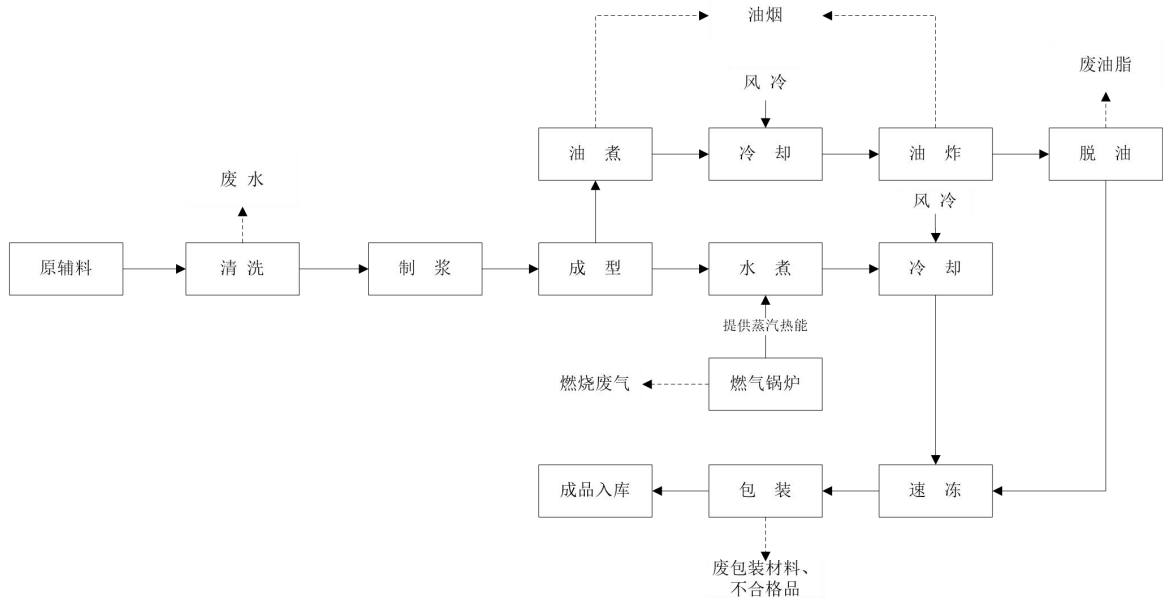 油烟
风 冷
废油脂
油 煮
冷 却
油 炸
脱 油
废 水
风 冷
原辅料
清 洗
制 浆
成 型
水 煮
冷 却
提供蒸汽热能
燃烧废气
燃气锅炉
成品入库
包 装
速 冻
废包装材料、
不合格品